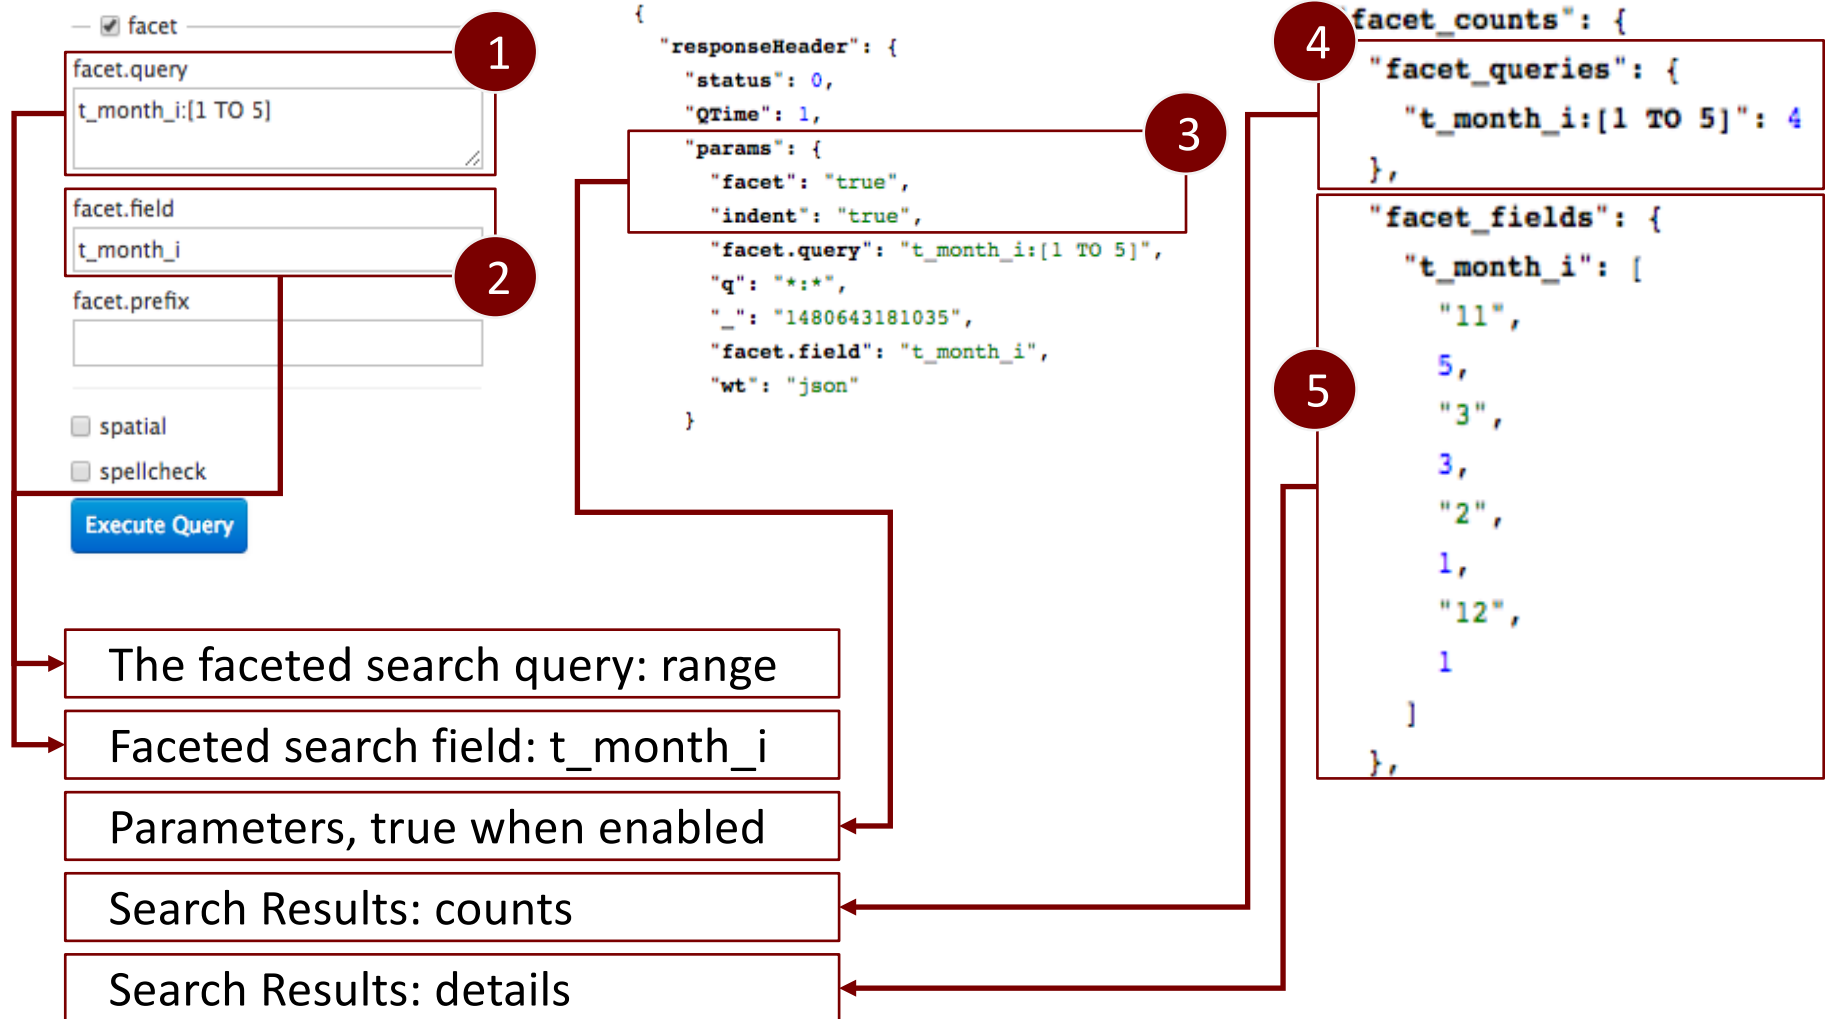 facet
1
facet.query
t_month_i:[1 TO 5]
facet.field
t_month_i
2
facet.prefix
spatial
spellcheck
Execute Query
{
"responseHeader": {
"status": 0,
"QTime": 1,
3
"params": {
"facet": "true",
"indent": "true",
"facet.query": "t_month_i:[1 TO 5]",
"q": "*:*",
"_": "1480643181035",
"facet.field": "t_month_i",
"wt": "json"
}
4
facet_counts": {
"facet_queries": {
"t_month_i:[1 TO 5]": 4
},
5
"facet_fields": {
"t_month_i": [
"11",
5,
"3",
3,
"2",
1,
"12",
1
]
},
The faceted search query: range
Faceted search field: t_month_i
Parameters, true when enabled
Search Results: counts
Search Results: details